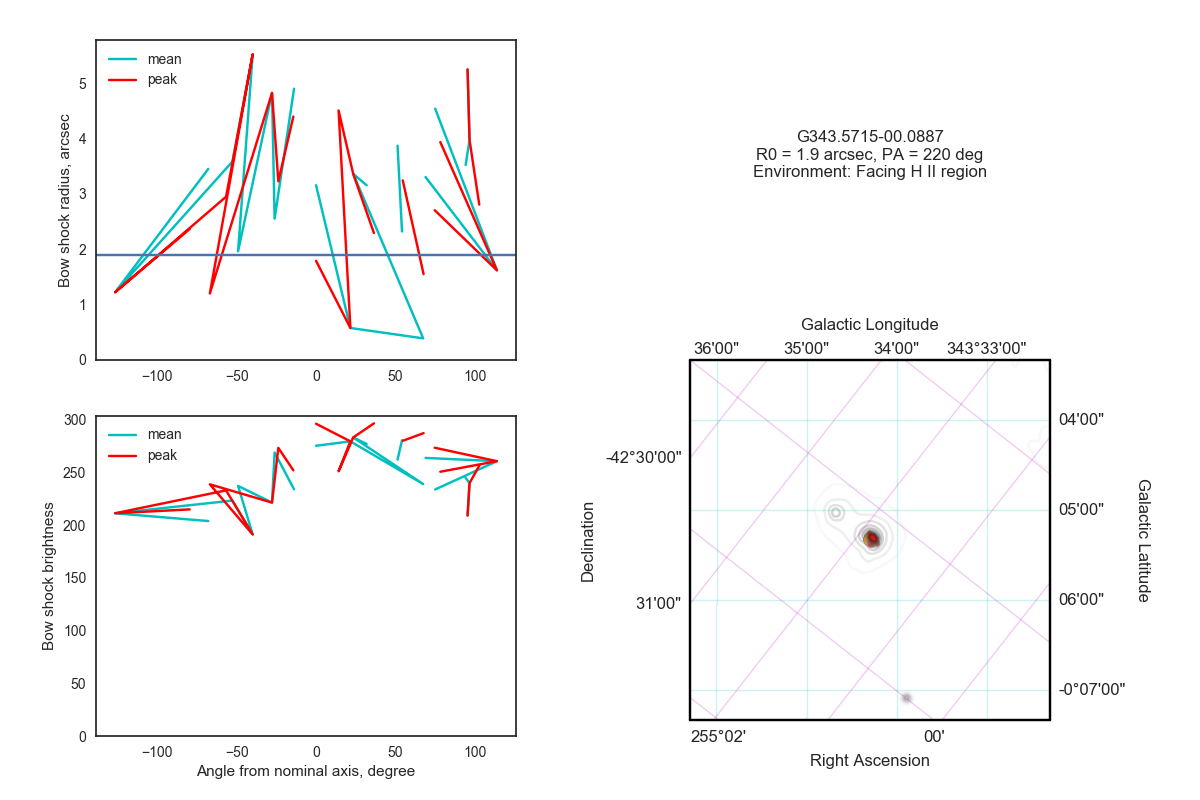 mean
peak
Bow shock radius, arcsec
5
4
3
2
1
0
−100
−50
0
50
100
G343.5715-00.0887
R0 = 1.9 arcsec, PA = 220 deg
Environment: Facing H II region
mean
peak
Bow shock brightness
300
250
200
150
100
50
0
−100
−50
0
50
100
Angle from nominal axis, degree
Galactic Longitude
36'00"
35'00"
34'00"
343°33'00"
04'00"
05'00"
06'00"
-0°07'00"
Galactic Latitude
-42°30'00"
31'00"
Declination
255°02'
00'
Right Ascension